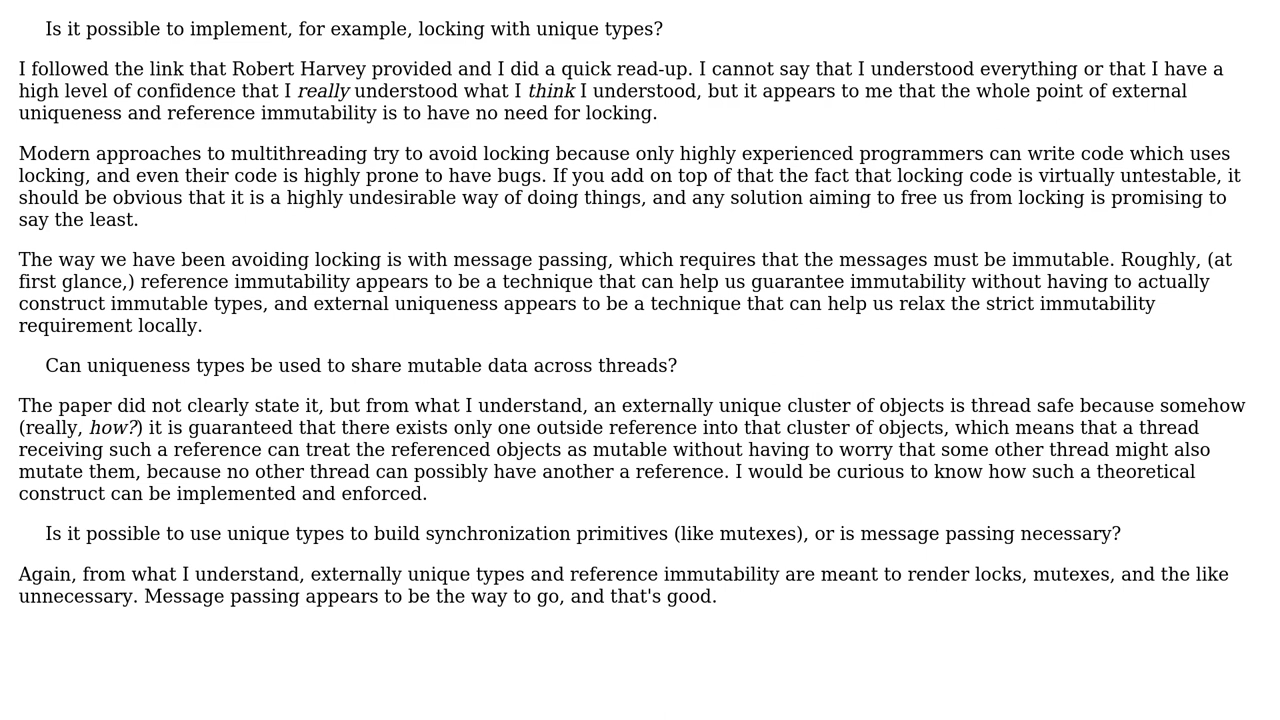 Is it possible to implement, for example, locking with unique types?
I followed the link that Robert Harvey provided and I did a quick read-up. I cannot say that I understood everything or that I have a
high level of confidence that I really understood what I think I understood, but it appears to me that the whole point of external
uniqueness and reference immutability is to have no need for locking.
Modern approaches to multithreading try to avoid locking because only highly experienced programmers can write code which uses
locking, and even their code is highly prone to have bugs. If you add on top of that the fact that locking code is virtually untestable, it
should be obvious that it is a highly undesirable way of doing things, and any solution aiming to free us from locking is promising to
say the least.
The way we have been avoiding locking is with message passing, which requires that the messages must be immutable. Roughly, (at
first glance,) reference immutability appears to be a technique that can help us guarantee immutability without having to actually
construct immutable types, and external uniqueness appears to be a technique that can help us relax the strict immutability
requirement locally.
Can uniqueness types be used to share mutable data across threads?
The paper did not clearly state it, but from what I understand, an externally unique cluster of objects is thread safe because somehow
(really, how?) it is guaranteed that there exists only one outside reference into that cluster of objects, which means that a thread
receiving such a reference can treat the referenced objects as mutable without having to worry that some other thread might also
mutate them, because no other thread can possibly have another a reference. I would be curious to know how such a theoretical
construct can be implemented and enforced.
Is it possible to use unique types to build synchronization primitives (like mutexes), or is message passing necessary?
Again, from what I understand, externally unique types and reference immutability are meant to render locks, mutexes, and the like
unnecessary. Message passing appears to be the way to go, and that's good.